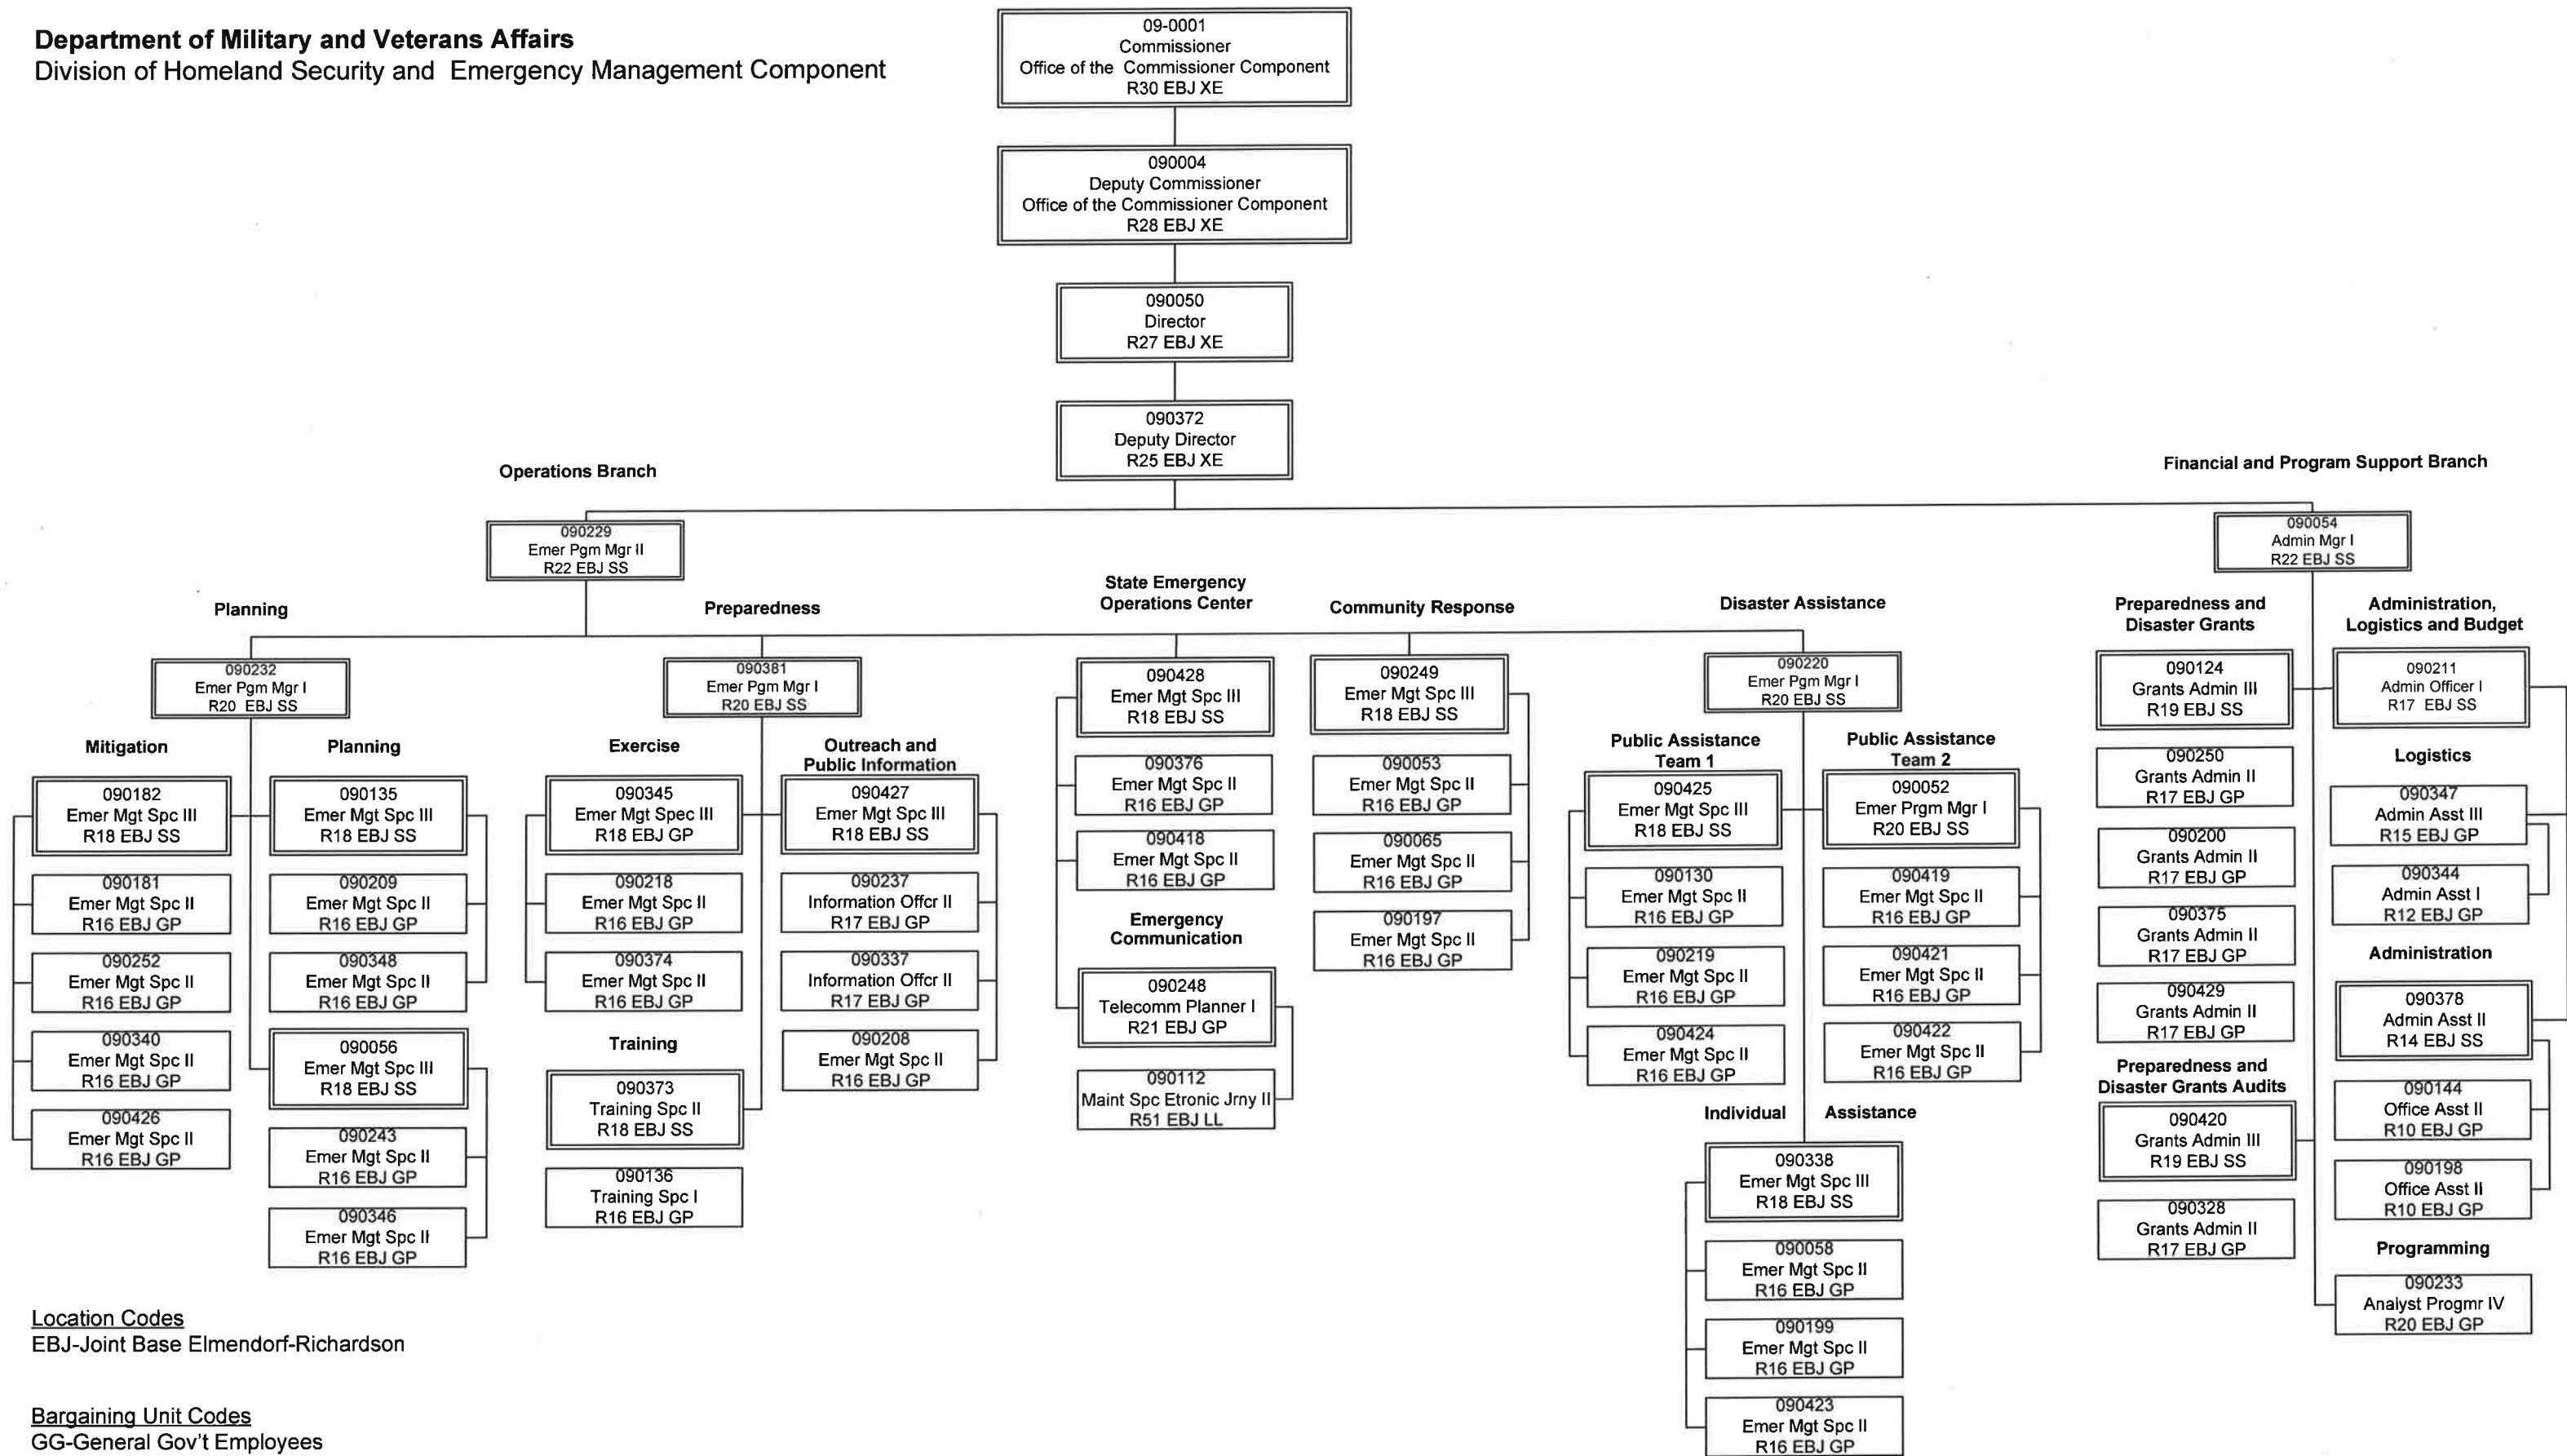 Department of Military and Veterans Affairs
Division of Homeland Security and Emergency Management Component
09-0001
Commissioner
Office of the Commissioner Component
R30 EBJ XE
090004
Deputy Commissioner
Office of the Commissioner Component
R28 EBJ XE
090050
Director
R27 EBJ XE
090372
Deputy Director
R25 EBJ XE
Operations Branch
090229
Emer Pgm Mgr II
R22 EBJ SS
Planning
090232
Emer Pgm Mgr I
R20 EBJ SS
Mitigation
090182
Emer Mgt Spc III
R18 EBJ SS
090181
Emer Mgt Spc II
R16 EBJ GP
090252
Emer Mgt Spc II
R16 EBJ GP
090340
Emer Mgt Spc II
R16 EBJ GP
090426
Emer Mgt Spc II
R16 EBJ GP
Planning
090135
Emer Mgt Spc III
R18 EBJ SS
090209
Emer Mgt Spc II
R16 EBJ GP
090348
Emer Mgt Spc II
R16 EBJ GP
090056
Emer Mgt Spc III
R18 EBJ SS
090243
Emer Mgt Spc II
R16 EBJ GP
090346
Emer Mgt Spc II
R16 EBJ GP
Preparedness
090381
Emer Pgm Mgr I
R20 EBJ SS
Exercise
090345
Emer Mgt Spec III
R18 EBJ GP
090218
Emer Mgt Spc II
R16 EBJ GP
090374
Emer Mgt Spc II
R16 EBJ GP
Training
090373
Training Spc II
R18 EBJ SS
090136
Training Spc I
R16 EBJ GP
Outreach and
Public Information
090427
Emer Mgt Spc III
R18 EBJ SS
090237
Information Offcr II
R17 EBJ GP
090337
Information Offcr II
R17 EBJ GP
090208
Emer Mgt Spc II
R16 EBJ GP
State Emergency
Operations Center
090428
Emer Mgt Spc III
R18 EBJ SS
090376
Emer Mgt Spc II
R16 EBJ GP
090418
Emer Mgt Spc II
R16 EBJ GP
Emergency
Communication
090248
Telecomm Planner I
R21 EBJ GP
090112
Maint Spc Etronic Jrny II
R51 EBJ LL
Community Response
090249
Emer Mgt Spc III
R18 EBJ SS
090053
Emer Mgt Spc II
R16 EBJ GP
090065
Emer Mgt Spc II
R16 EBJ GP
090197
Emer Mgt Spc II
R16 EBJ GP
Disaster Assistance
090220
Emer Pgm Mgr I
R20 EBJ SS
Public Assistance
Team 1
090425
Emer Mgt Spc III
R18 EBJ SS
090130
Emer Mgt Spc II
R16 EBJ GP
090219
Emer Mgt Spc II
R16 EBJ GP
090424
Emer Mgt Spc II
R16 EBJ GP
Public Assistance
Team 2
090052
Emer Prgm Mgr I
R20 EBJ SS
090419
Emer Mgt Spc II
R16 EBJ GP
090421
Emer Mgt Spc II
R16 EBJ GP
090422
Emer Mgt Spc II
R16 EBJ GP
Individual Assistance
090338
Emer Mgt Spc III
R18 EBJ SS
090058
Emer Mgt Spc II
R16 EBJ GP
090199
Emer Mgt Spc II
R16 EBJ GP
090423
Emer Mgt Spc II
R16 EBJ GP
Financial and Program Support Branch
090054
Admin Mgr I
R22 EBJ SS
Preparedness and
Disaster Grants
090124
Grants Admin III
R19 EBJ SS
090250
Grants Admin II
R17 EBJ GP
090200
Grants Admin II
R17 EBJ GP
090375
Grants Admin II
R17 EBJ GP
090429
Grants Admin II
R17 EBJ GP
Preparedness and
Disaster Grants Audits
090420
Grants Admin III
R19 EBJ SS
090328
Grants Admin II
R17 EBJ GP
Administration,
Logistics and Budget
090211
Admin Officer I
R17 EBJ SS
Logistics
090347
Admin Asst III
R15 EBJ GP
090344
Admin Asst I
R12 EBJ GP
Administration
090378
Admin Asst II
R14 EBJ SS
090144
Office Asst II
R10 EBJ GP
090198
Office Asst II
R10 EBJ GP
Programming
090233
Analyst Progmr IV
R20 EBJ GP
Location Codes
EBJ-Joint Base Elmendorf-Richardson
Bargaining Unit Codes
GG-General Gov't Employees